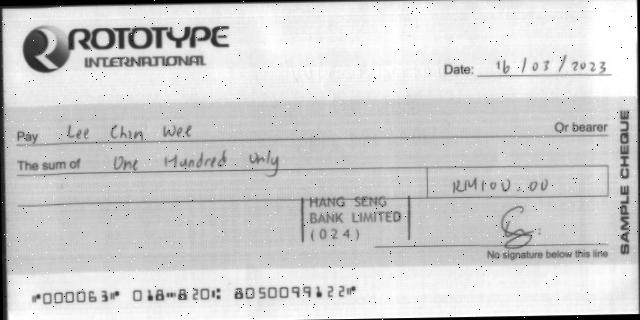 ROTOTYPE
INTERNATIONAL
Date: 16/03/2023
Pay Lee Chin Wee Or bearer
The sum of One Hundred Only
RM100.00
HANG SENG
BANK LIMITED
(024)
No signature below this line
SAMPLE CHEQUE
⑈000063⑈ 018⑉820⑆ 8050099122⑈